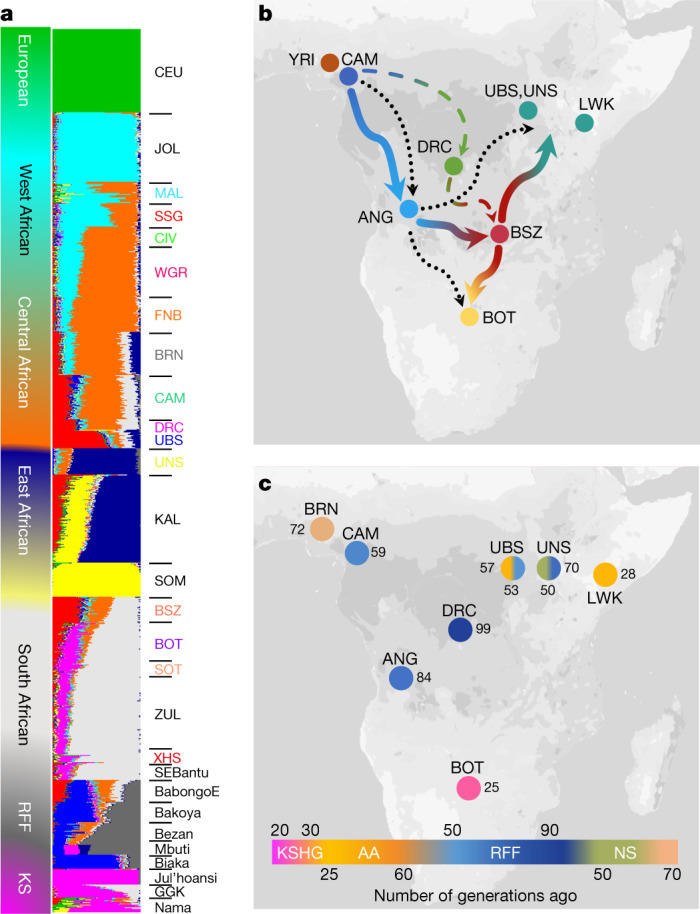 a
European
West African
Central African
East African
South African
RFF
KS
CEU
JOL
MAL
SSG
CIV
WGR
FNB
BRN
CAM
DRC
UBS
UNS
KAL
SOM
BSZ
BOT
SOT
ZUL
XHS
SEBantu
BabongoE
Bakoya
Bezan
Mbuti
Biaka
Jul'hoansi
GGK
Nama
b
YRI CAM
UBS,UNS
LWK
DRC
ANG
BSZ
BOT
c
BRN
72
CAM
59
UBS UNS
57 70
53 50
28
LWK
DRC
99
ANG
84
BOT
25
20 30 50 90
KSHG AA RFF NS 70
25 60 50
Number of generations ago